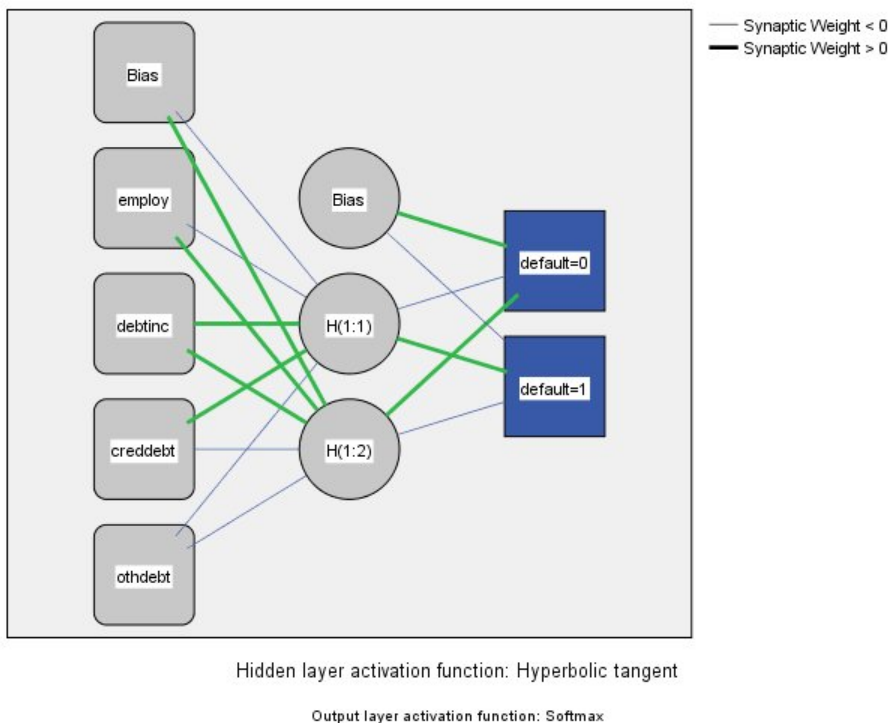 Synaptic Weight < 0
Synaptic Weight > 0
Bias
employ
debtinc
creddebt
othdebt
Bias
H(1:1)
H(1:2)
default=0
default=1
Hidden layer activation function: Hyperbolic tangent
Output layer activation function: Softmax